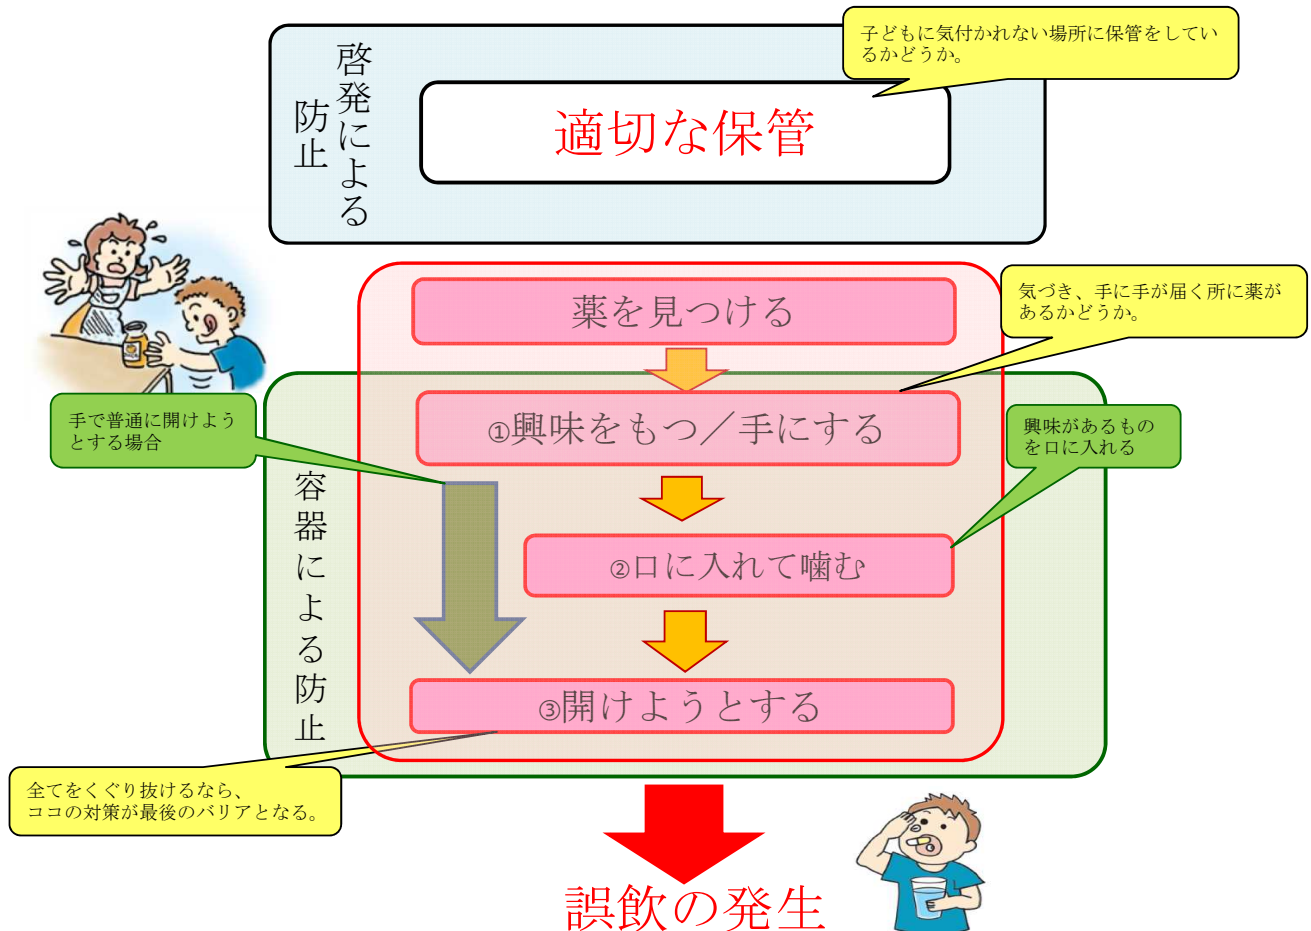 子どもに気付かれない場所に保管をしてい
るかどうか。
啓発による
防止
適切な保管
薬を見つける
気づき、手に手が届く所に薬が
あるかどうか。
手で普通に開けよう
とする場合
①興味をもつ／手にする
興味があるもの
を口に入れる
容器による防止
②口に入れて噛む
③開けようとする
全てをくぐり抜けるなら、
ココの対策が最後のバリアとなる。
誤飲の発生